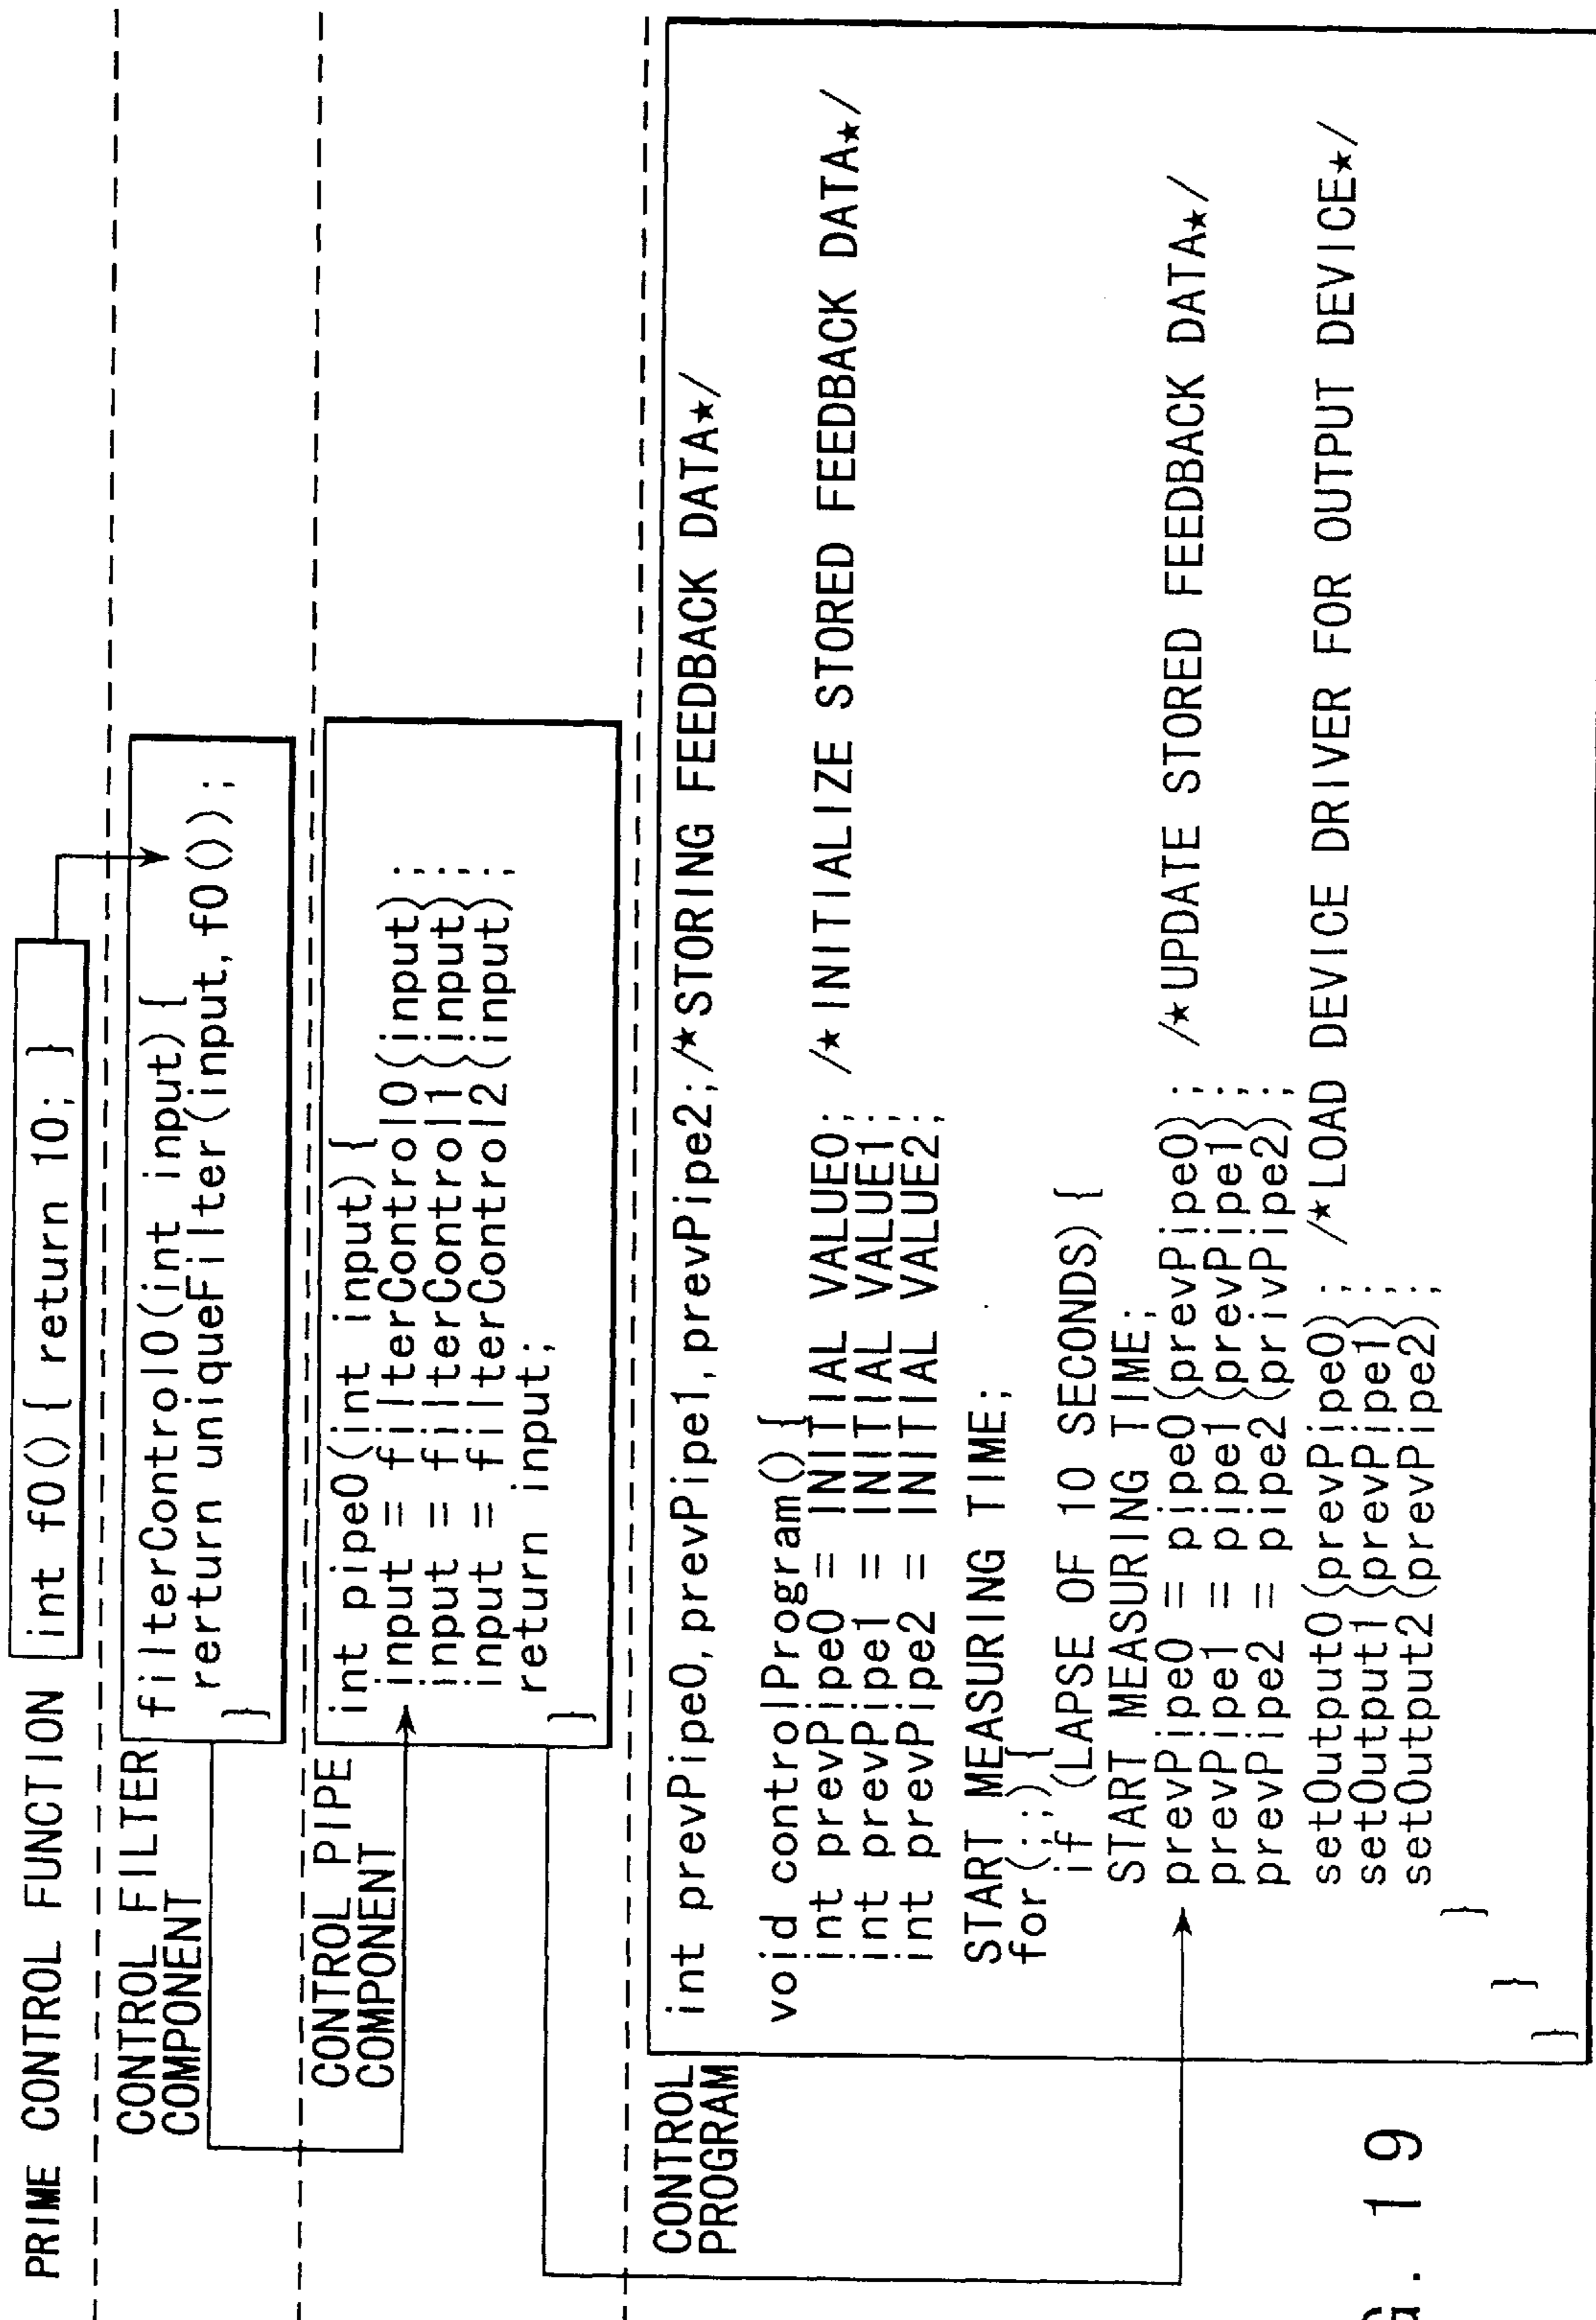 PRIME CONTROL FUNCTION
int f0() { return 10; }
CONTROL FILTER
COMPONENT
filterControl0(int input) {
rerturn uniqueFilter(input, f0());
}
CONTROL PIPE
COMPONENT
int pipe0(int input) {
input = filterControl0(input);
input = filterControl1(input);
input = filterControl2(input);
return input;
}
CONTROL
PROGRAM
int prevPipe0, prevPipe1, prevPipe2;/★STORING FEEDBACK DATA★/
void controlProgram() {
int prevPipe0 = INITIAL VALUE0; /★INITIALIZE STORED FEEDBACK DATA★/
int prevPipe1 = INITIAL VALUE1;
int prevPipe2 = INITIAL VALUE2;
START MEASURING TIME;
for(;;) {
if (LAPSE OF 10 SECONDS) {
START MEASURING TIME;
prevPipe0 = pipe0(prevPipe0); /★UPDATE STORED FEEDBACK DATA★/
prevPipe1 = pipe1(prevPipe1);
prevPipe2 = pipe2(privPipe2);
setOutput0(prevPipe0); /★LOAD DEVICE DRIVER FOR OUTPUT DEVICE★/
setOutput1(prevPipe1);
setOutput2(prevPipe2);
}
}
}
G. 19